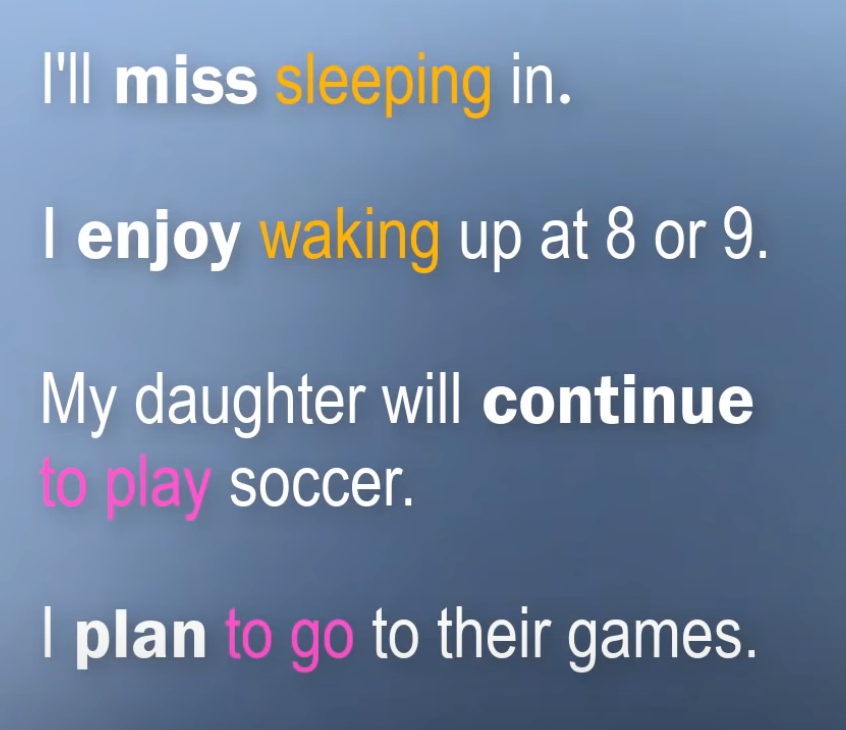 I'll miss sleeping in.
I enjoy waking up at 8 or 9.
My daughter will continue
to play soccer.
I plan to go to their games.